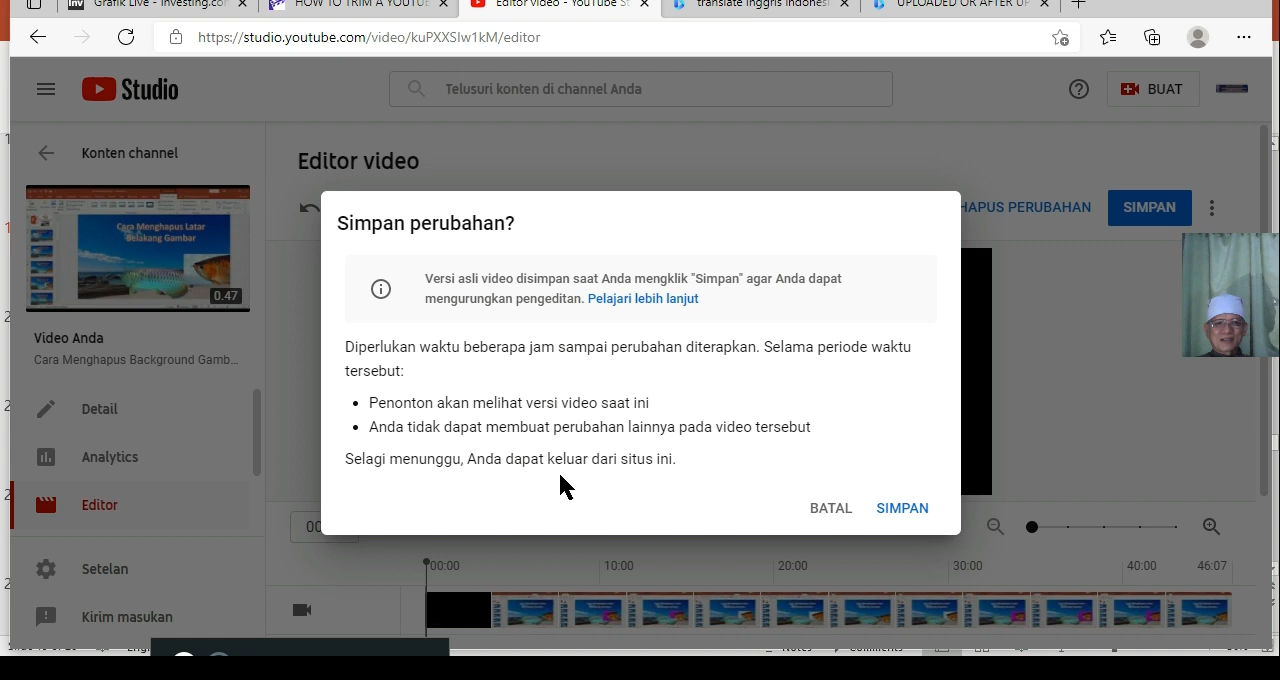 Grafik Live - Investing.cor
HOW TO TRIM A YOUTUE
Editor video - YouTube St
translate inggris indonesi
UPLOADED OR AFTER UP
https://studio.youtube.com/video/kuPXXSIw1kM/editor
Studio
Telusuri konten di channel Anda
BUAT
Konten channel
Editor video
Cara Menghapus Latar
Belakang Gambar
0.47
HAPUS PERUBAHAN
SIMPAN
Simpan perubahan?
Versi asli video disimpan saat Anda mengklik "Simpan" agar Anda dapat
mengurungkan pengeditan. Pelajari lebih lanjut
Diperlukan waktu beberapa jam sampai perubahan diterapkan. Selama periode waktu
tersebut:
• Penonton akan melihat versi video saat ini
• Anda tidak dapat membuat perubahan lainnya pada video tersebut
Selagi menunggu, Anda dapat keluar dari situs ini.
BATAL
SIMPAN
Video Anda
Cara Menghapus Background Gamb...
Detail
Analytics
Editor
Setelan
Kirim masukan
00
00:00
10:00
20:00
30:00
40:00
46:07
Notes
Comments